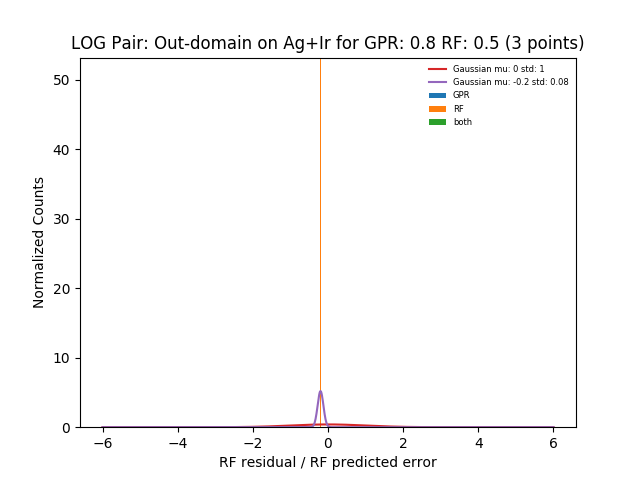 LOG Pair: Out-domain on Ag+Ir for GPR: 0.8 RF: 0.5 (3 points)
Gaussian mu: 0 std: 1
Gaussian mu: -0.2 std: 0.08
GPR
RF
both
50
40
30
20
10
0
Normalized Counts
−6 −4 −2 0 2 4 6
RF residual / RF predicted error